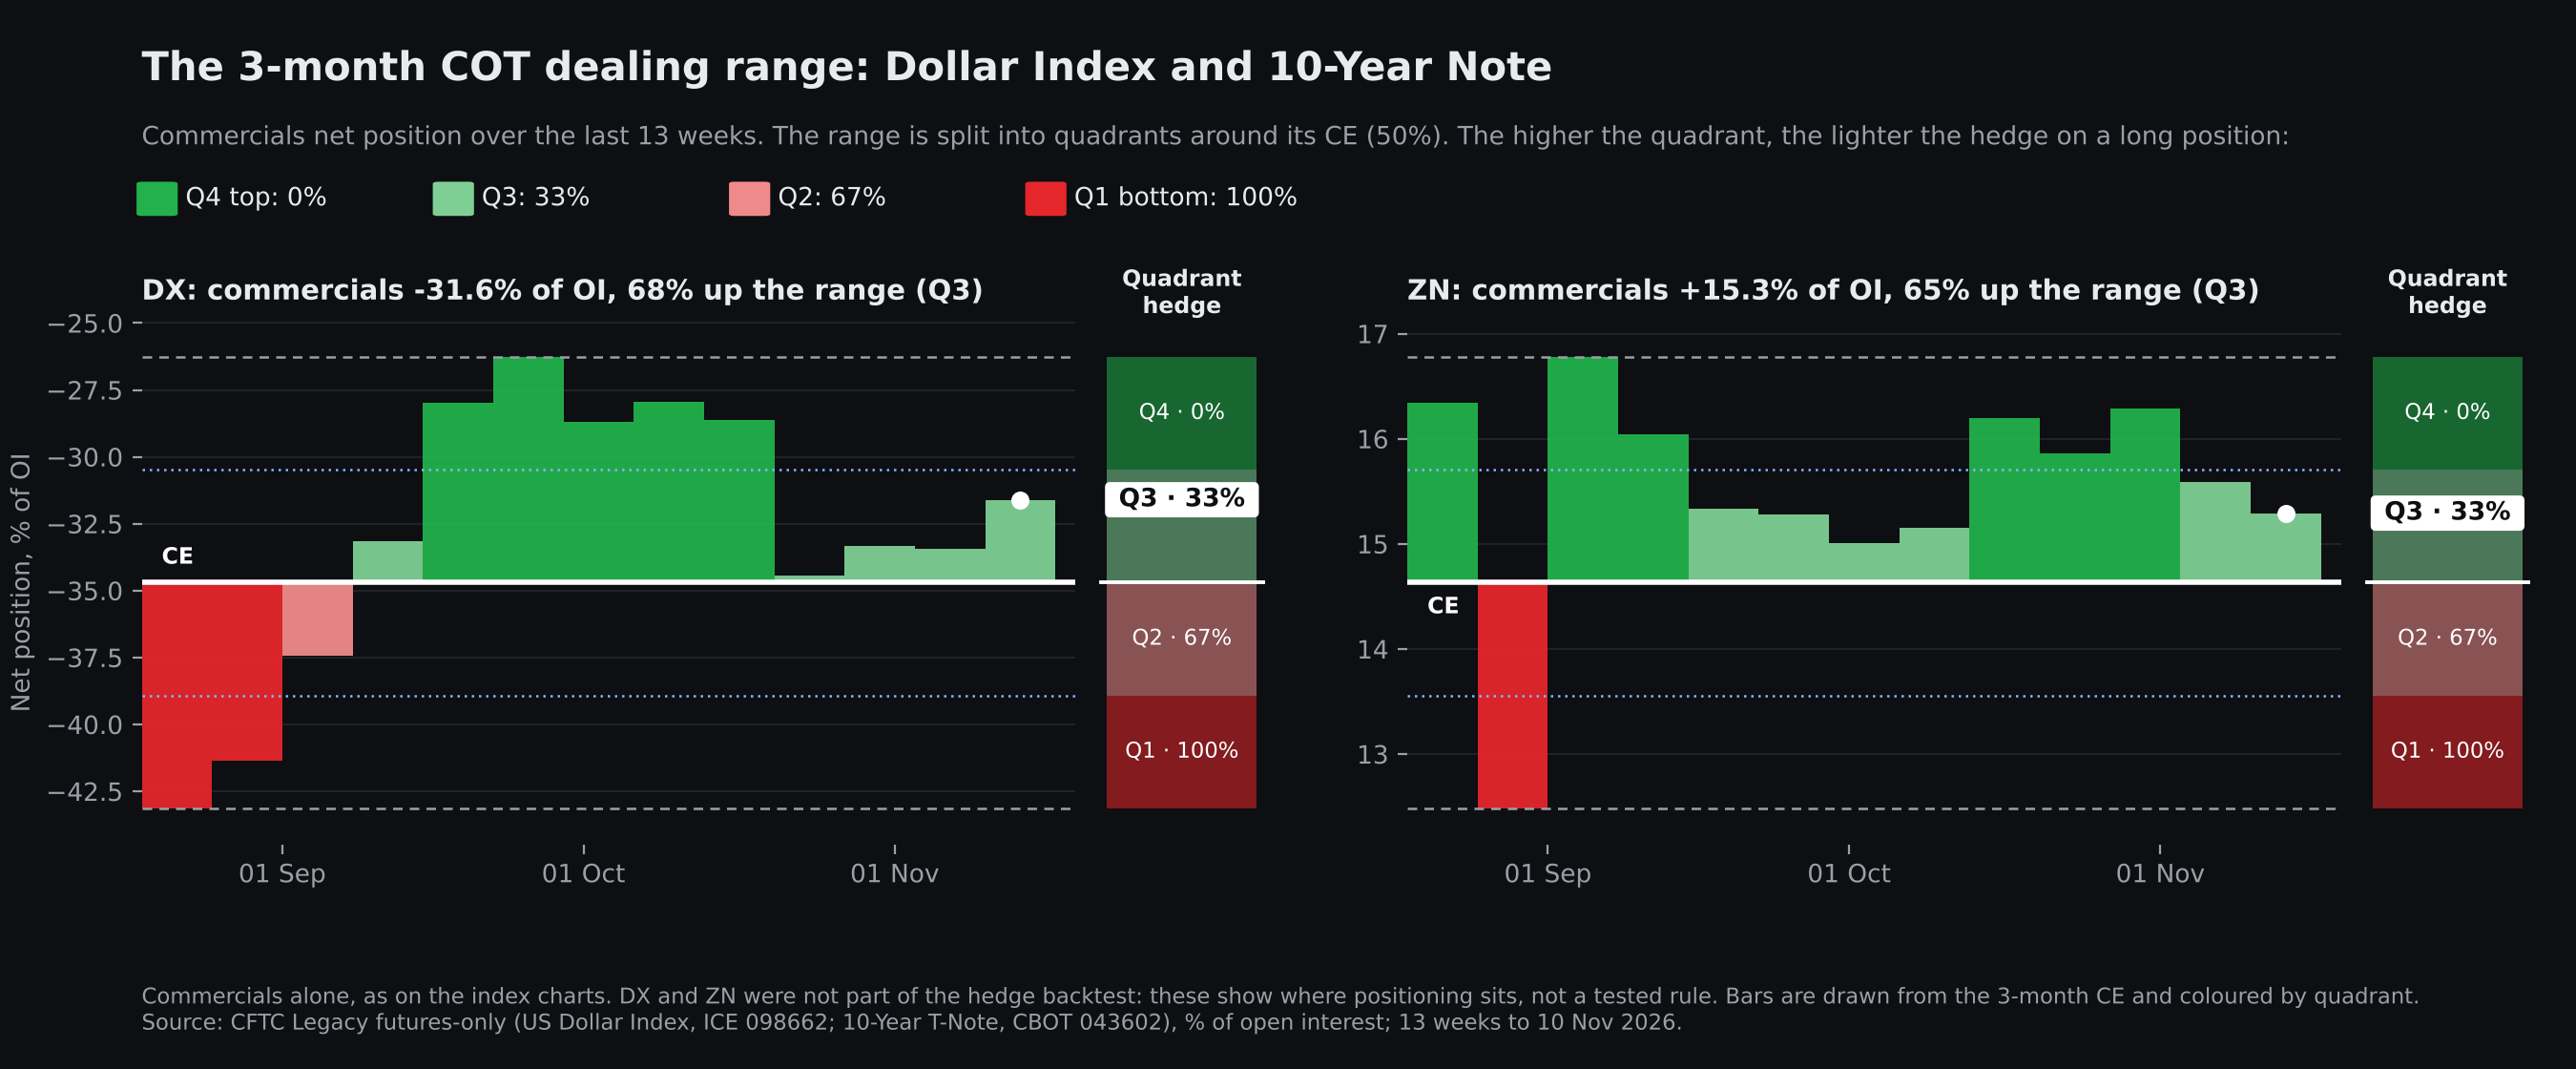 The 3-month COT dealing range: Dollar Index and 10-Year Note
Commercials net position over the last 13 weeks. The range is split into quadrants around its CE (50%). The higher the quadrant, the lighter the hedge on a long position:
Q4 top: 0%
Q3: 33%
Q2: 67%
Q1 bottom: 100%
DX: commercials -31.6% of OI, 68% up the range (Q3)
Quadrant
hedge
Net position, % of OI
−25.0
−27.5
−30.0
−32.5
−35.0
−37.5
−40.0
−42.5
CE
Q4 · 0%
Q3 · 33%
Q2 · 67%
Q1 · 100%
01 Sep
01 Oct
01 Nov
ZN: commercials +15.3% of OI, 65% up the range (Q3)
Quadrant
hedge
17
16
15
14
13
CE
Q4 · 0%
Q3 · 33%
Q2 · 67%
Q1 · 100%
01 Sep
01 Oct
01 Nov
Commercials alone, as on the index charts. DX and ZN were not part of the hedge backtest: these show where positioning sits, not a tested rule. Bars are drawn from the 3-month CE and coloured by quadrant.
Source: CFTC Legacy futures-only (US Dollar Index, ICE 098662; 10-Year T-Note, CBOT 043602), % of open interest; 13 weeks to 10 Nov 2026.